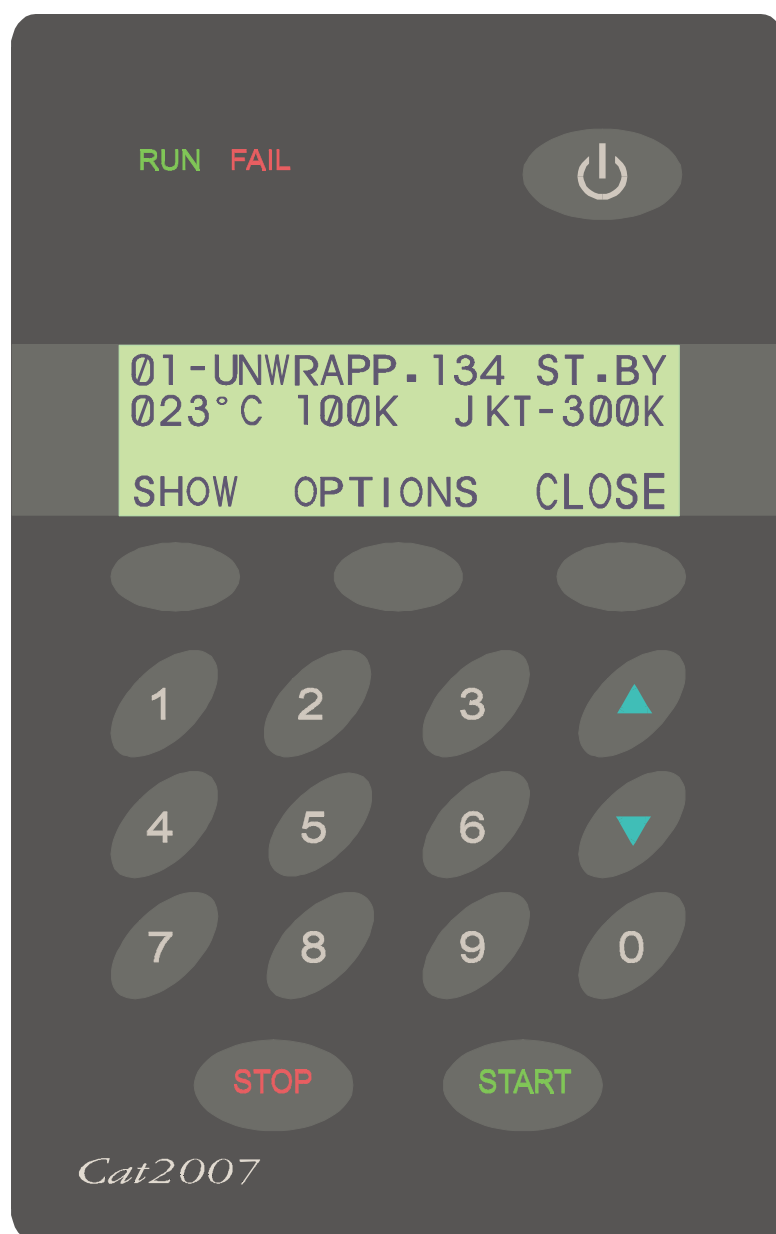 RUN FAIL
01-UNWRAPP.134 ST.BY
023°C 100K JKT-300K
SHOW OPTIONS CLOSE
1 2 3
4 5 6
7 8 9 0
STOP START
Cat2007